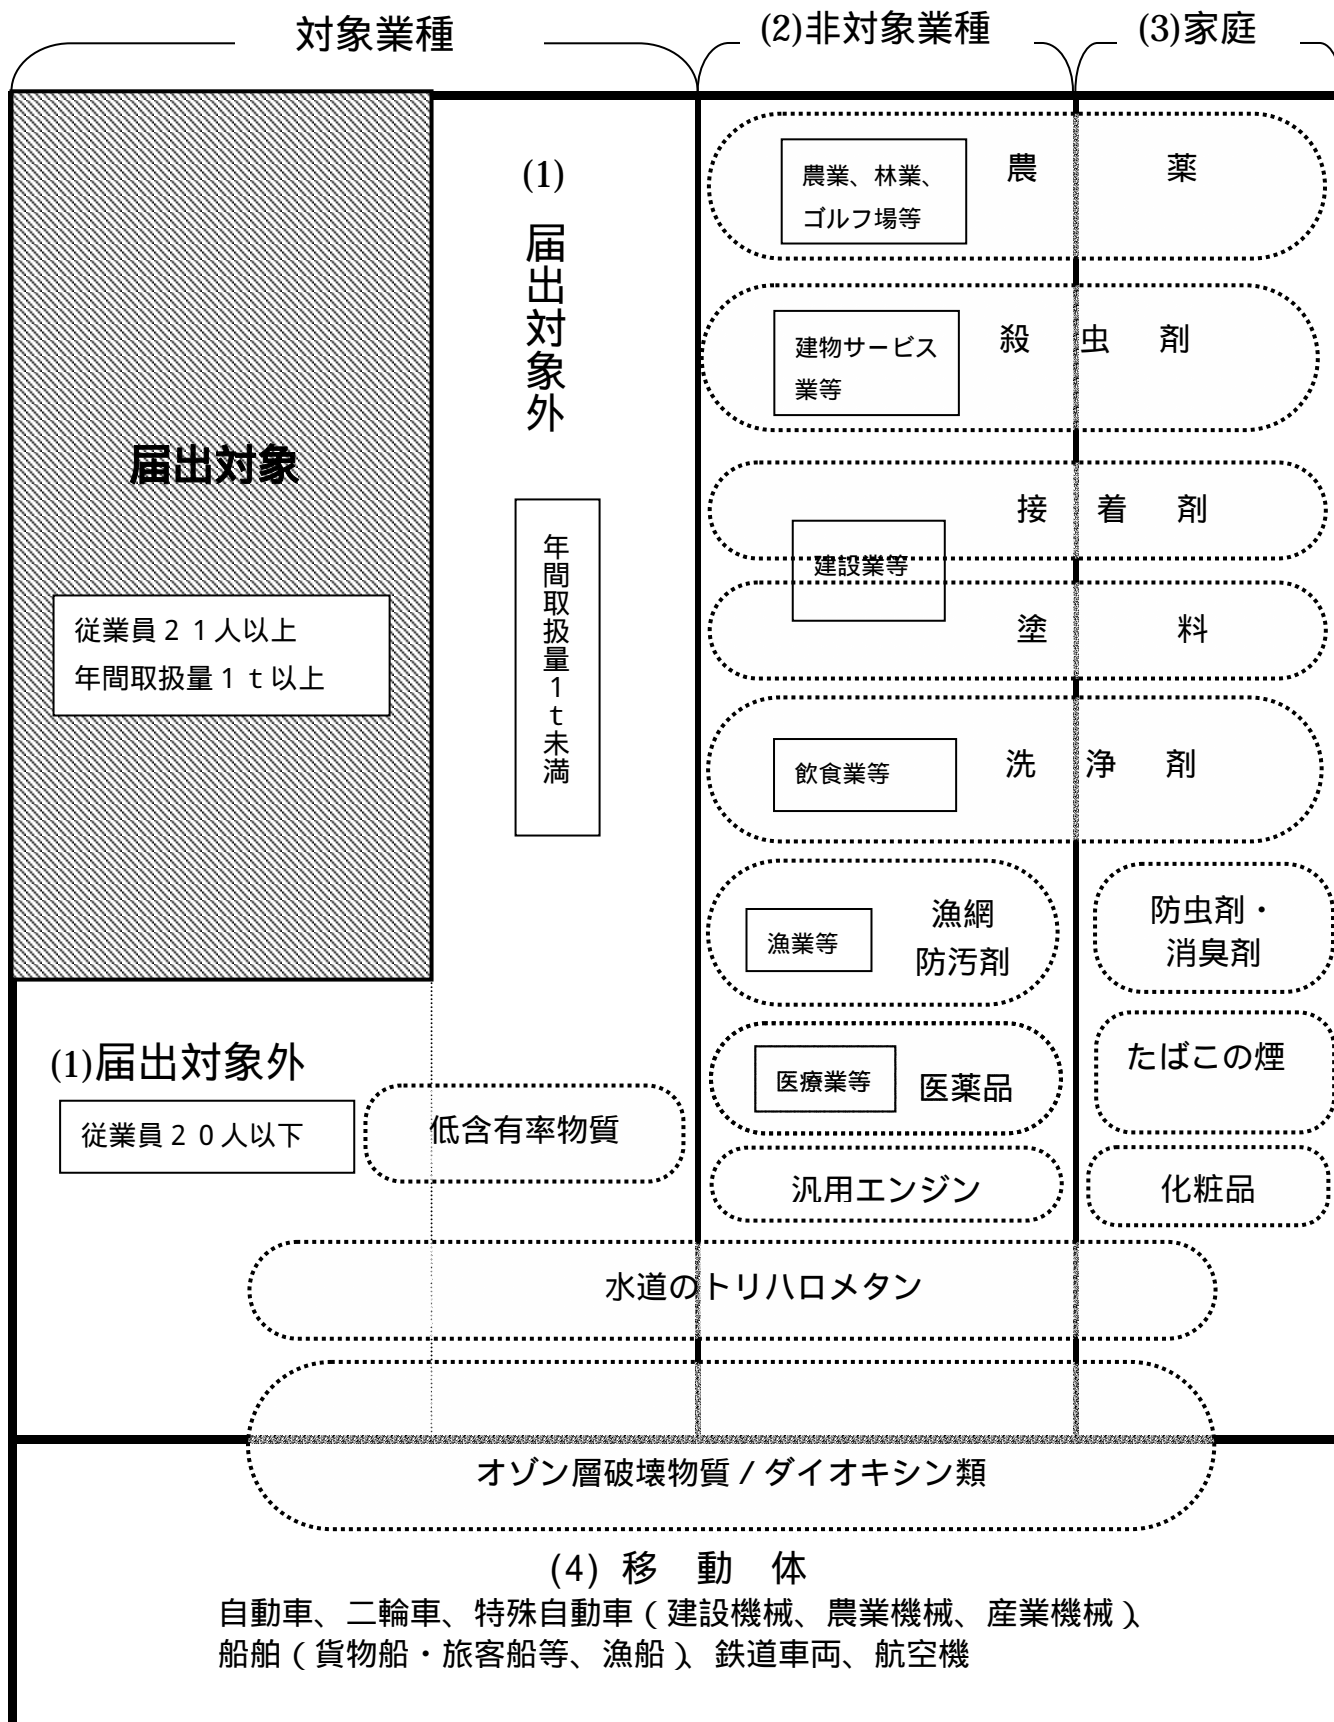 対象業種
(2)非対象業種
(3)家庭
届出対象
従業員２１人以上
年間取扱量１ｔ以上
(1)
届出対象外
年間取扱量１ｔ未満
農業、林業、
ゴルフ場等
農　薬
建物サービス
業等
殺虫剤
接着剤
建設業等
塗料
飲食業等
洗浄剤
漁業等
漁網
防汚剤
防虫剤・
消臭剤
(1)届出対象外
従業員２０人以下
低含有率物質
医療業等
医薬品
たばこの煙
汎用エンジン
化粧品
水道のトリハロメタン
オゾン層破壊物質 / ダイオキシン類
(4) 移　動　体
自動車、二輪車、特殊自動車（建設機械、農業機械、産業機械）、
船舶（貨物船・旅客船等、漁船）、鉄道車両、航空機